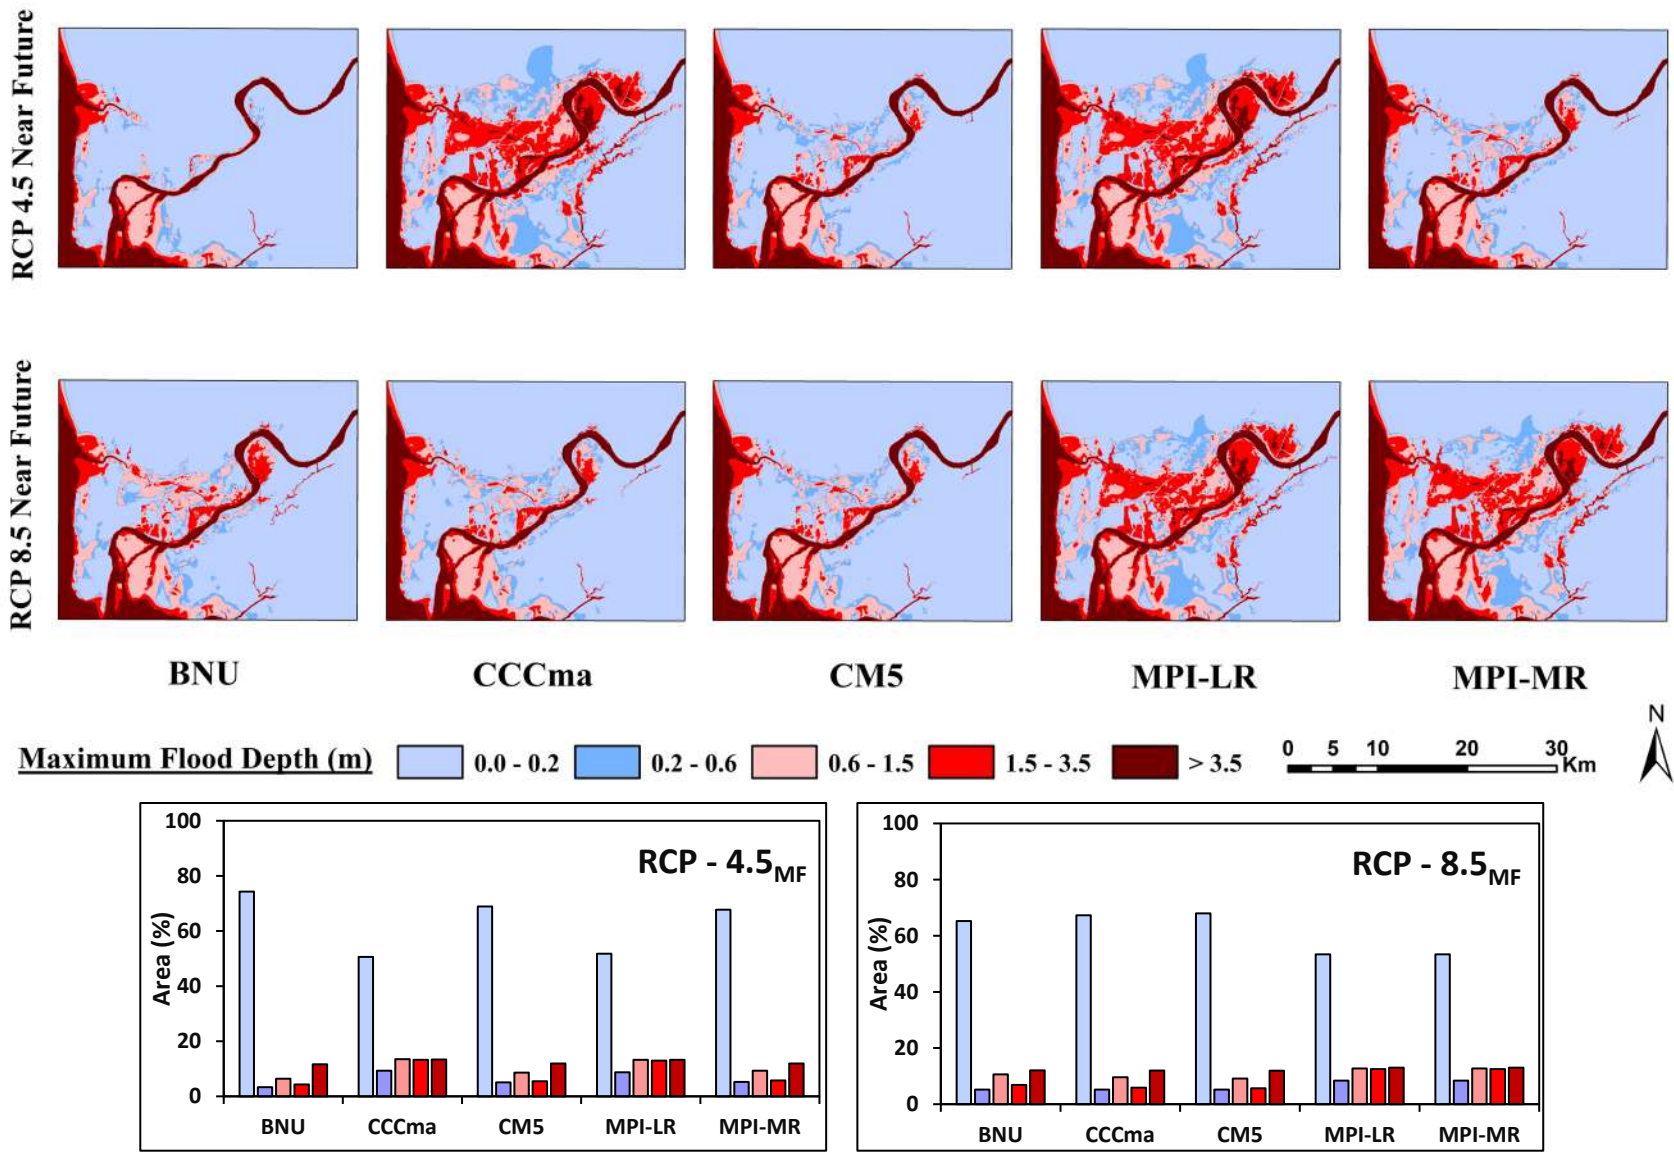 RCP 4.5 Near Future
RCP 8.5 Near Future
BNU CCCma CM5 MPI-LR MPI-MR
N
Maximum Flood Depth (m) 0.0 - 0.2 0.2 - 0.6 0.6 - 1.5 1.5 - 3.5 > 3.5
0 5 10 20 30
Km
RCP - 4.5MF
Area (%)
100
80
60
40
20
0
BNU CCCma CM5 MPI-LR MPI-MR
RCP - 8.5MF
Area (%)
100
80
60
40
20
0
BNU CCCma CM5 MPI-LR MPI-MR